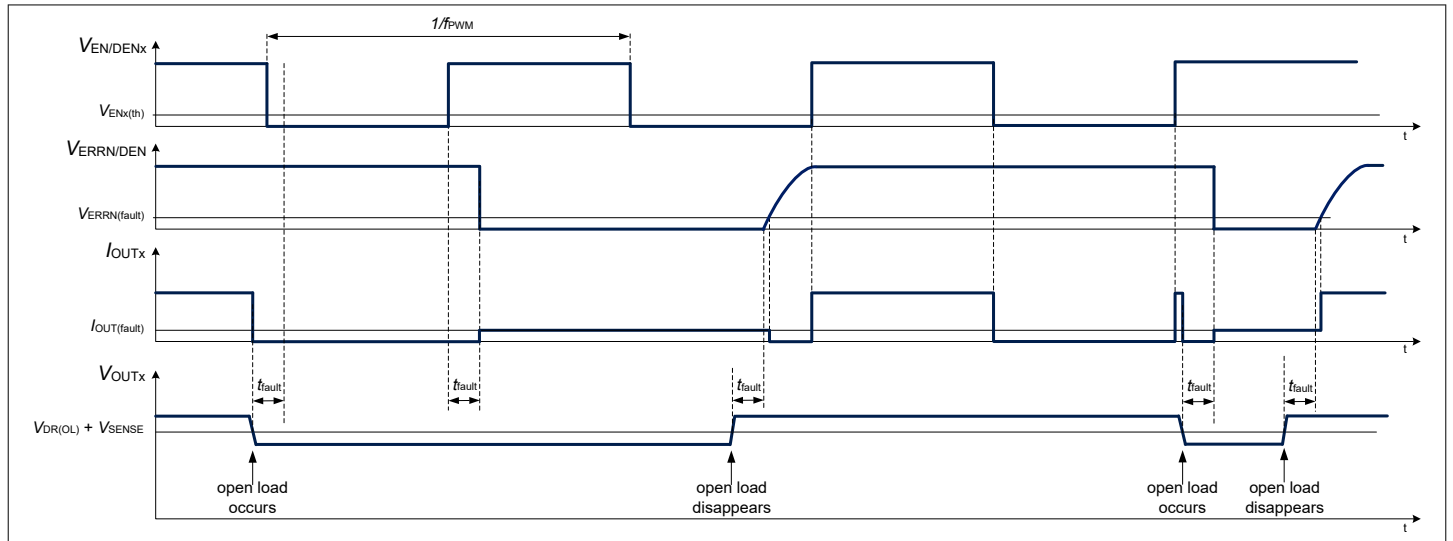 1/fPWM
VEN/DENx
VENx(th)
t
VERRN/DEN
VERRN(fault)
t
IOUTx
IOUT(fault)
t
VOUTx
tfault
tfault
tfault
tfault
tfault
VDR(OL) + VSENSE
open load
occurs
open load
disappears
open load
occurs
open load
disappears
t